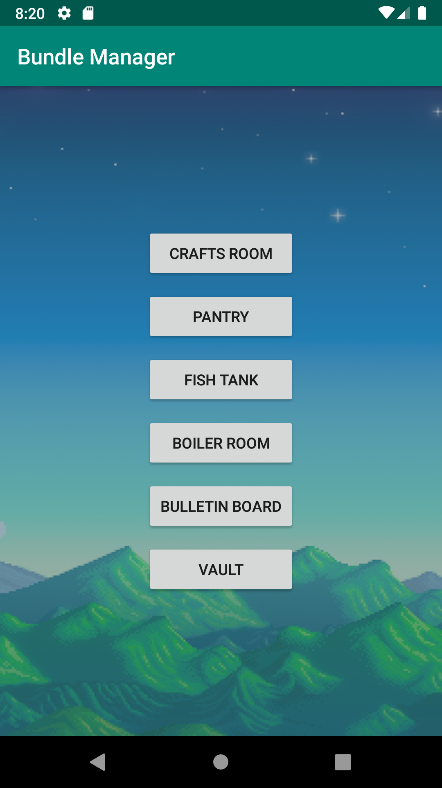 8:20
Bundle Manager
CRAFTS ROOM
PANTRY
FISH TANK
BOILER ROOM
BULLETIN BOARD
VAULT